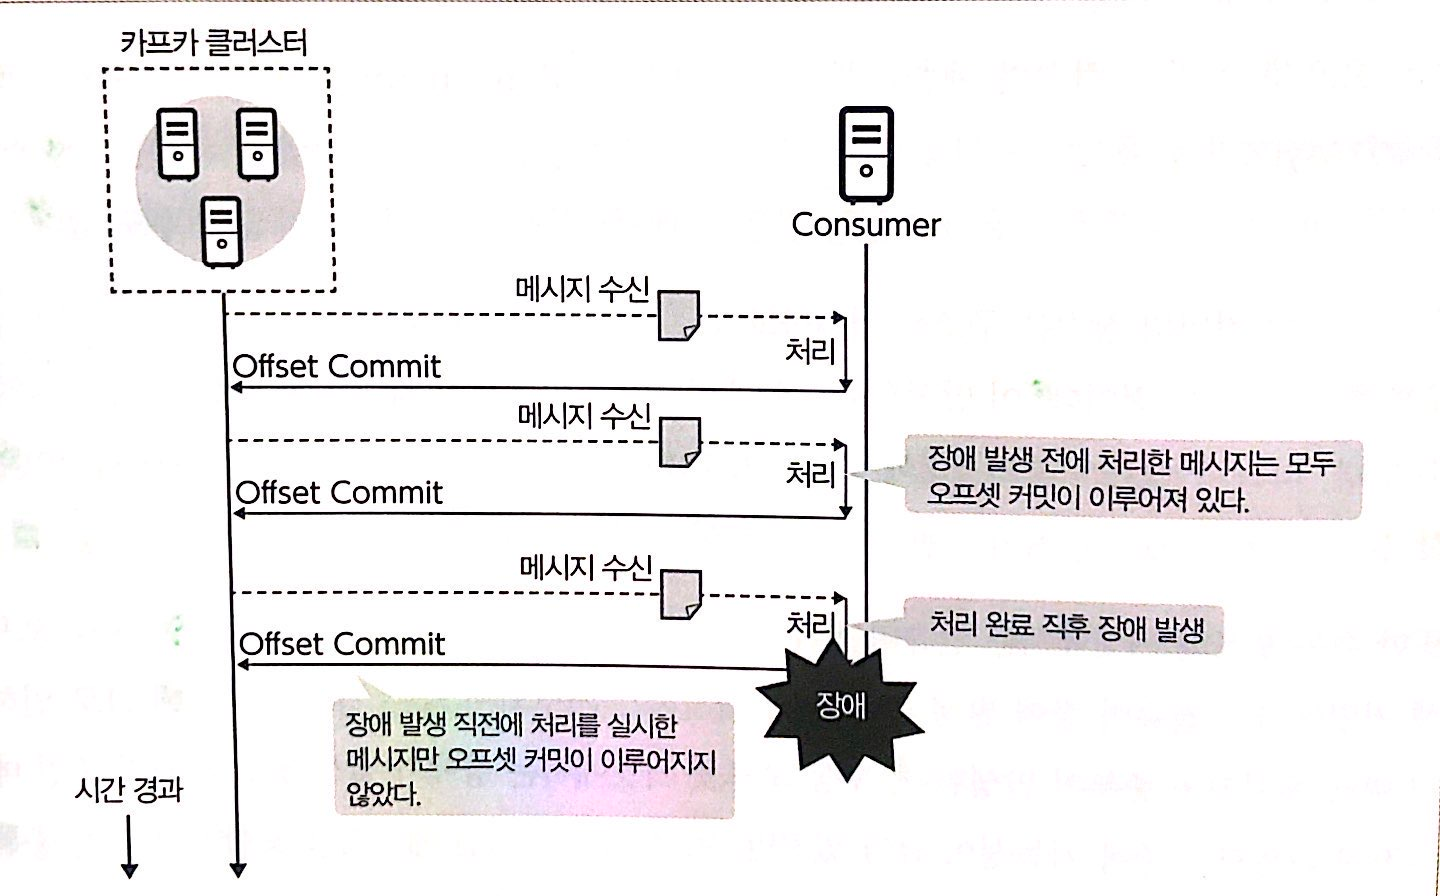 카프카 클러스터
Consumer
메시지 수신
처리
Offset Commit
메시지 수신
처리
장애 발생 전에 처리한 메시지는 모두
오프셋 커밋이 이루어져 있다.
Offset Commit
메시지 수신
처리
처리 완료 직후 장애 발생
Offset Commit
장애
장애 발생 직전에 처리를 실시한
메시지만 오프셋 커밋이 이루어지지
않았다.
시간 경과